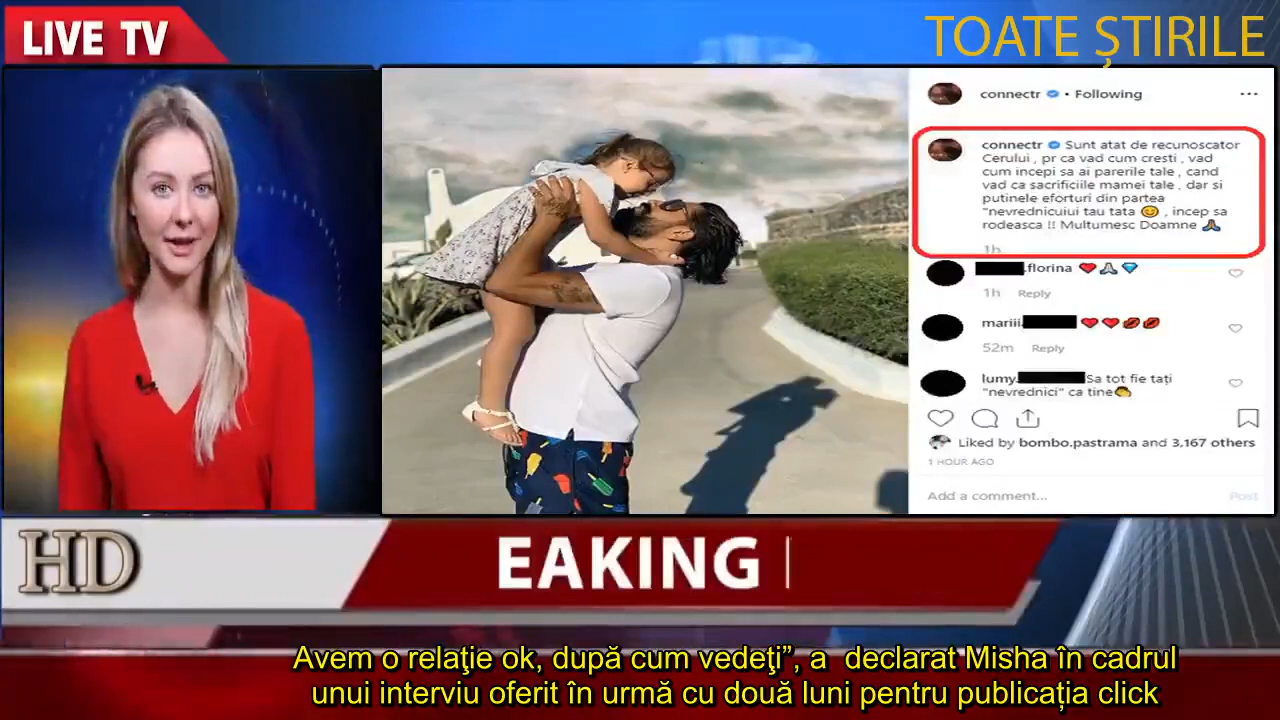 LIVE TV
TOATE ȘTIRILE
connectr • Following
connectr Sunt atat de recunoscator
Cerului , pr ca vad cum cresti , vad
cum incepi sa ai parerile tale , cand
vad ca sacrificiile mamei tale , dar si
putinele eforturi din partea
"nevrednicuiui tau tata 😊 , incep sa
rodeasca !! Multumesc Doamne 🙏
1h
.florina ❤️🙏💎
1h Reply
mariii ❤️❤️💋💋
52m Reply
lumy. Sa tot fie tați
"nevrednici" ca tine
Liked by bombo.pastrama and 3,167 others
1 HOUR AGO
Add a comment...
Post
HD
EAKING
Avem o relaţie ok, după cum vedeţi”, a  declarat Misha în cadrul
unui interviu oferit în urmă cu două luni pentru publicația click